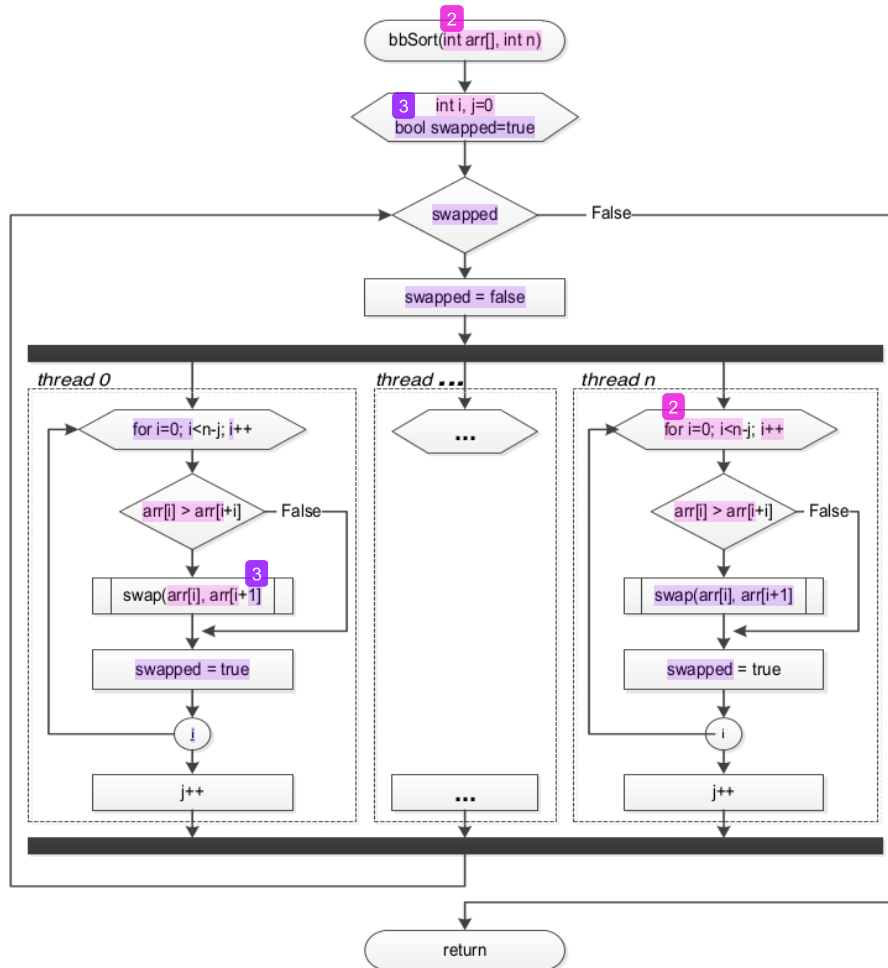 2
bbSort(int arr[], int n)
3
int i, j=0
bool swapped=true
swapped
False
swapped = false
thread 0
for i=0; i<n-j; i++
arr[i] > arr[i+i]
False
3
swap(arr[i], arr[i+1]
swapped = true
i
j++
thread ...
...
...
thread n
2
for i=0; i<n-j; i++
arr[i] > arr[i+i]
False
swap(arr[i], arr[i+1]
swapped = true
i
j++
return